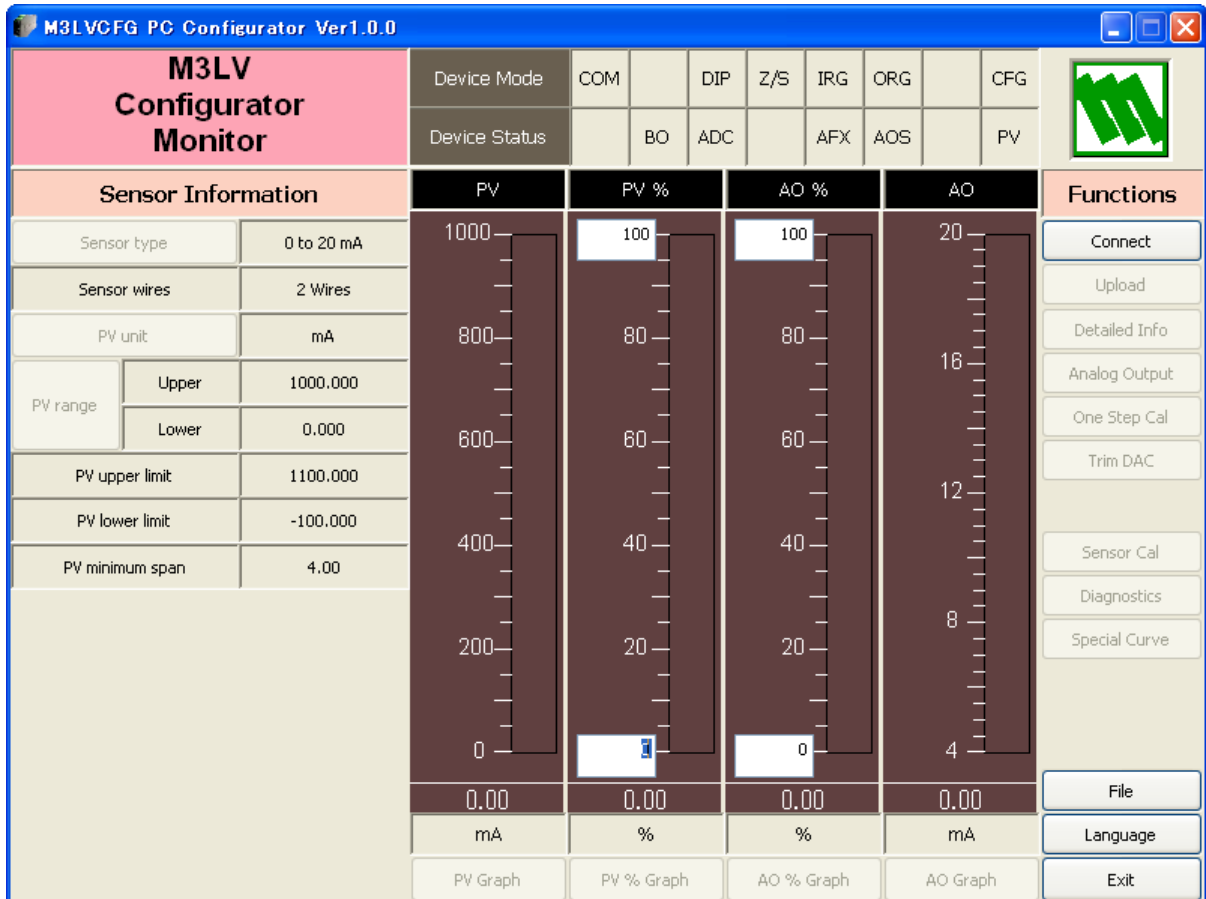 M3LVCFG PC Configurator Ver1.0.0
M3LV
Configurator
Monitor
Device Mode COM DIP Z/S IRG ORG CFG
Device Status BO ADC AFX AOS PV
Sensor Information
Sensor type 0 to 20 mA
Sensor wires 2 Wires
PV unit mA
PV range Upper 1000.000
Lower 0.000
PV upper limit 1100.000
PV lower limit -100.000
PV minimum span 4.00
PV
1000
800
600
400
200
0
0.00
mA
PV Graph
PV %
100
80
60
40
20
0
0.00
%
PV % Graph
AO %
100
80
60
40
20
0
0.00
%
AO % Graph
AO
20
16
12
8
4
0.00
mA
AO Graph
Functions
Connect
Upload
Detailed Info
Analog Output
One Step Cal
Trim DAC
Sensor Cal
Diagnostics
Special Curve
File
Language
Exit